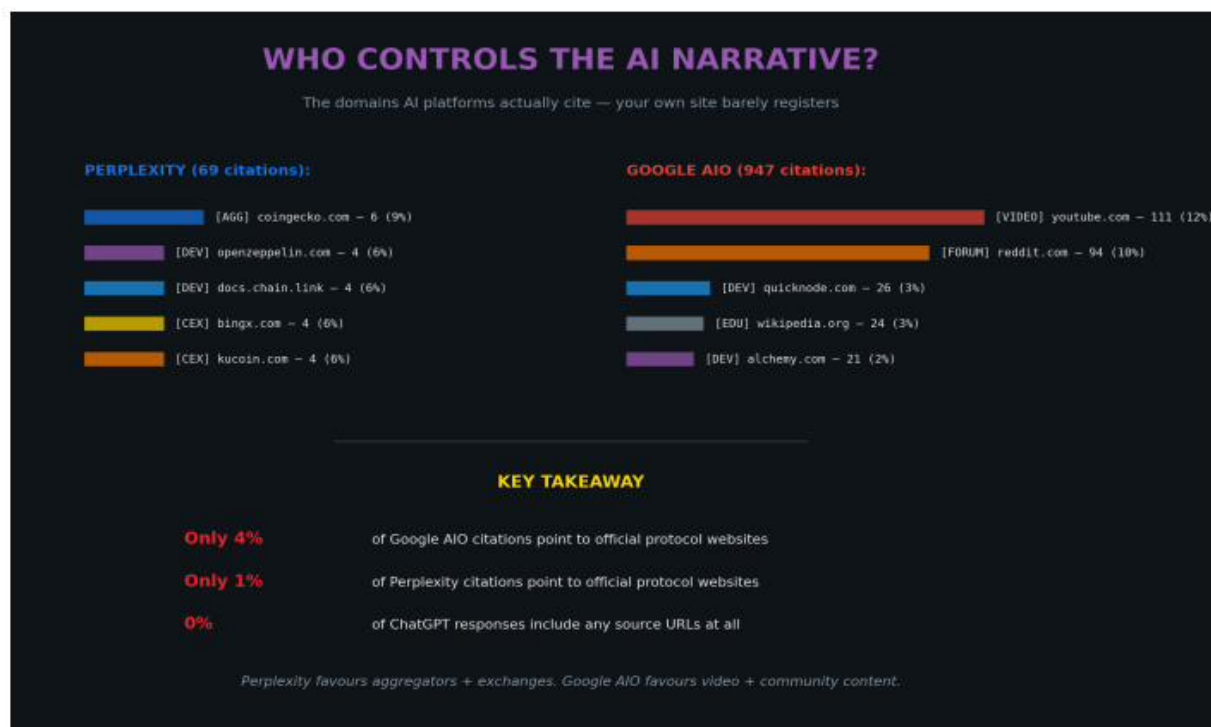 WHO CONTROLS THE AI NARRATIVE?
The domains AI platforms actually cite — your own site barely registers
PERPLEXITY (69 citations):
[AGG] coingecko.com — 6 (9%)
[DEV] openzeppelin.com — 4 (6%)
[DEV] docs.chain.link — 4 (6%)
[CEX] bingx.com — 4 (6%)
[CEX] kucoin.com — 4 (6%)
GOOGLE AIO (947 citations):
[VIDEO] youtube.com — 111 (12%)
[FORUM] reddit.com — 94 (10%)
[DEV] quicknode.com — 26 (3%)
[EDU] wikipedia.org — 24 (3%)
[DEV] alchemy.com — 21 (2%)
KEY TAKEAWAY
Only 4% of Google AIO citations point to official protocol websites
Only 1% of Perplexity citations point to official protocol websites
0% of ChatGPT responses include any source URLs at all
Perplexity favours aggregators + exchanges. Google AIO favours video + community content.